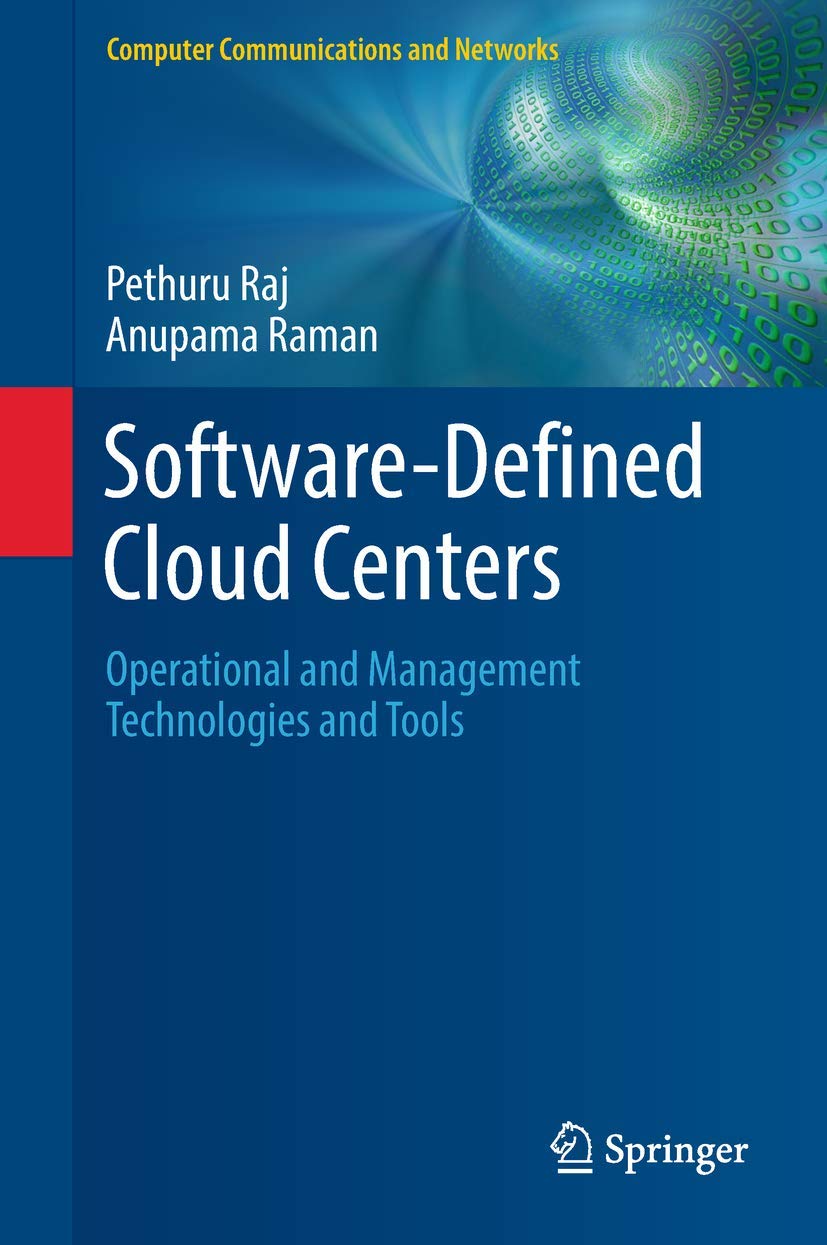 Computer Communications and Networks
Pethuru Raj
Anupama Raman
Software-Defined
Cloud Centers
Operational and Management
Technologies and Tools
Springer